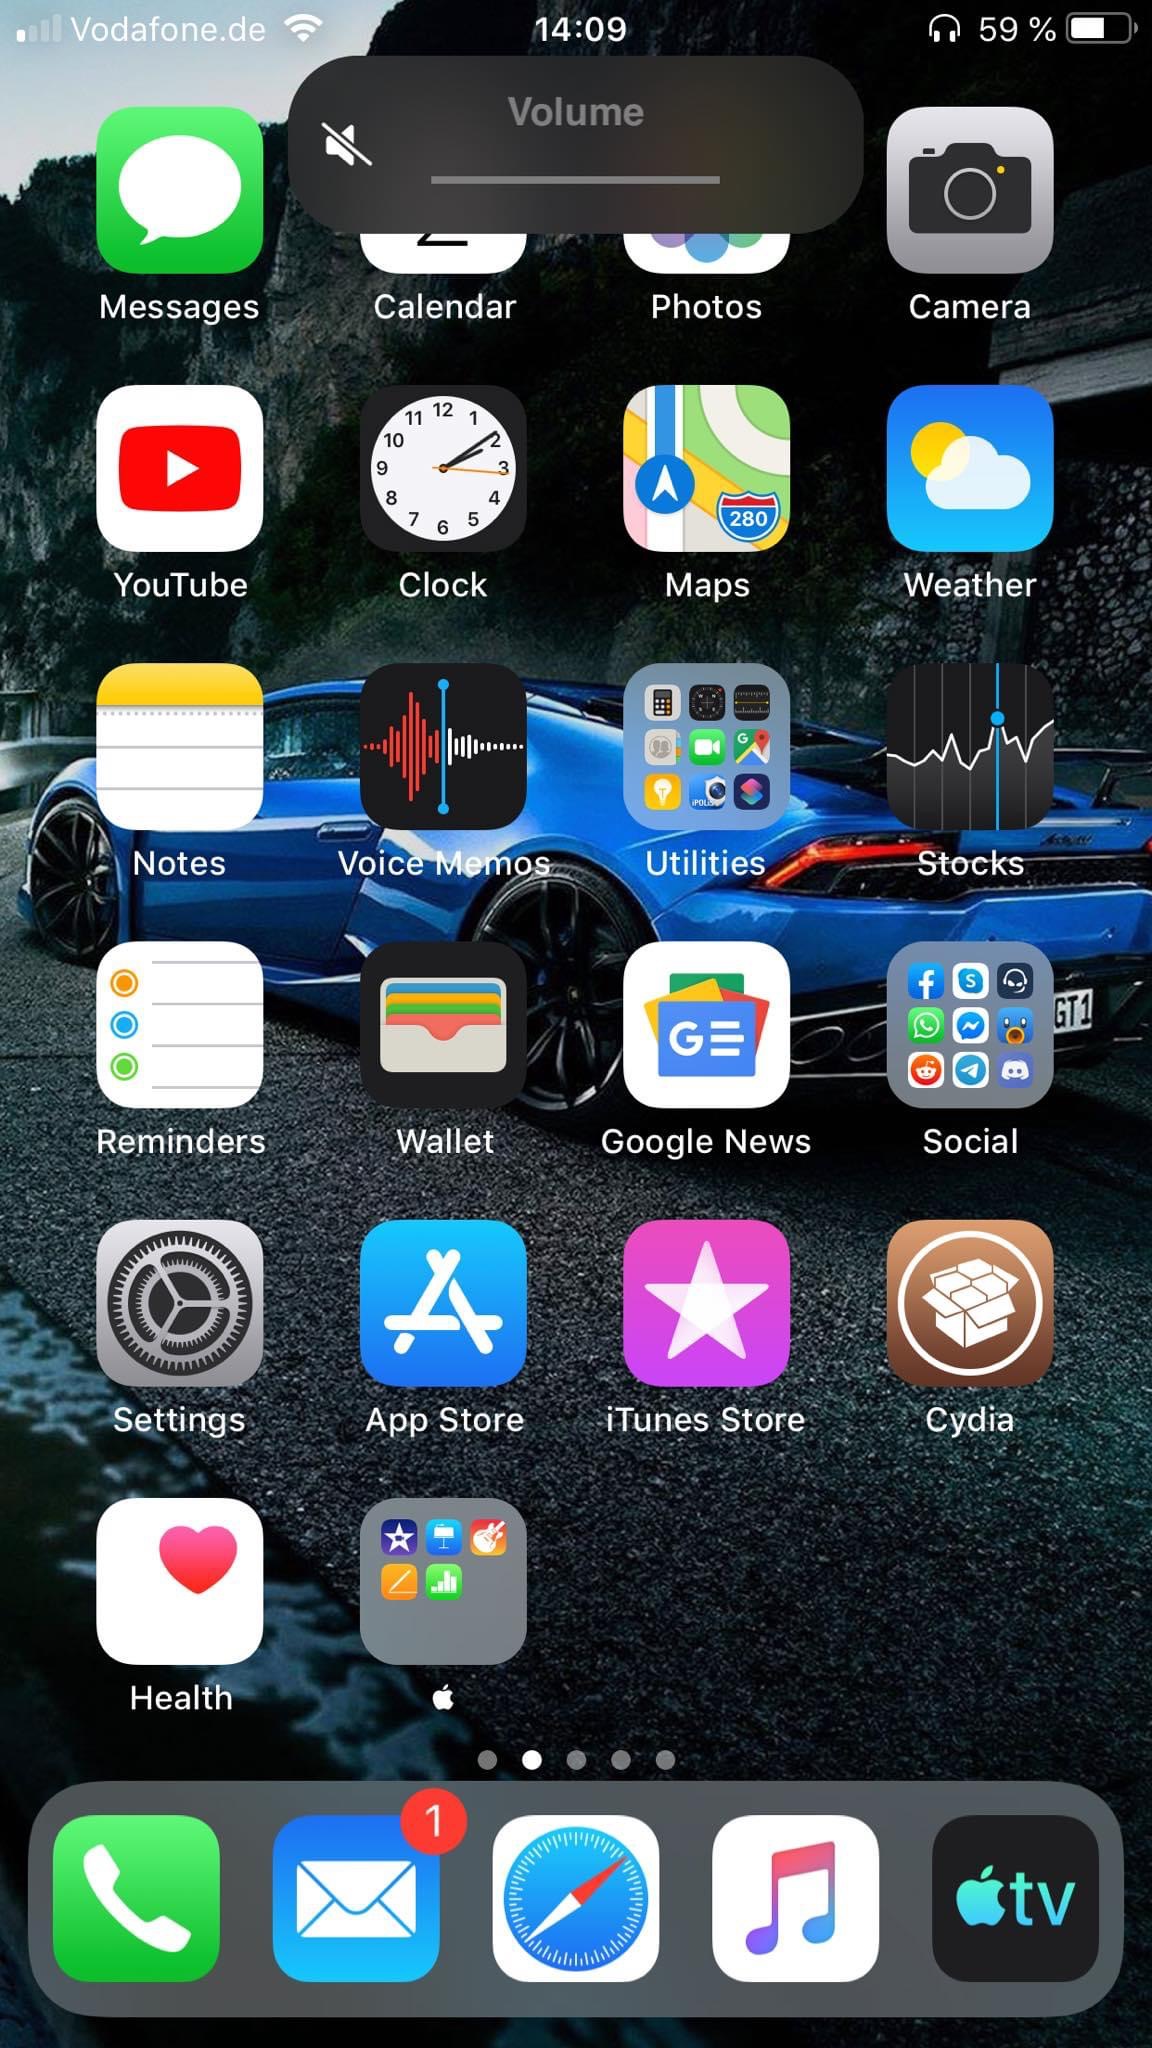 Vodafone.de 14:09 59 %
Volume
Messages Calendar Photos Camera
12
11 1
10 2
9 3
8 4
7 5
6
280
YouTube Clock Maps Weather
iPOLiS
Notes Voice Memos Utilities Stocks
GT1
Reminders Wallet Google News Social
Settings App Store iTunes Store Cydia
Health
1
tv